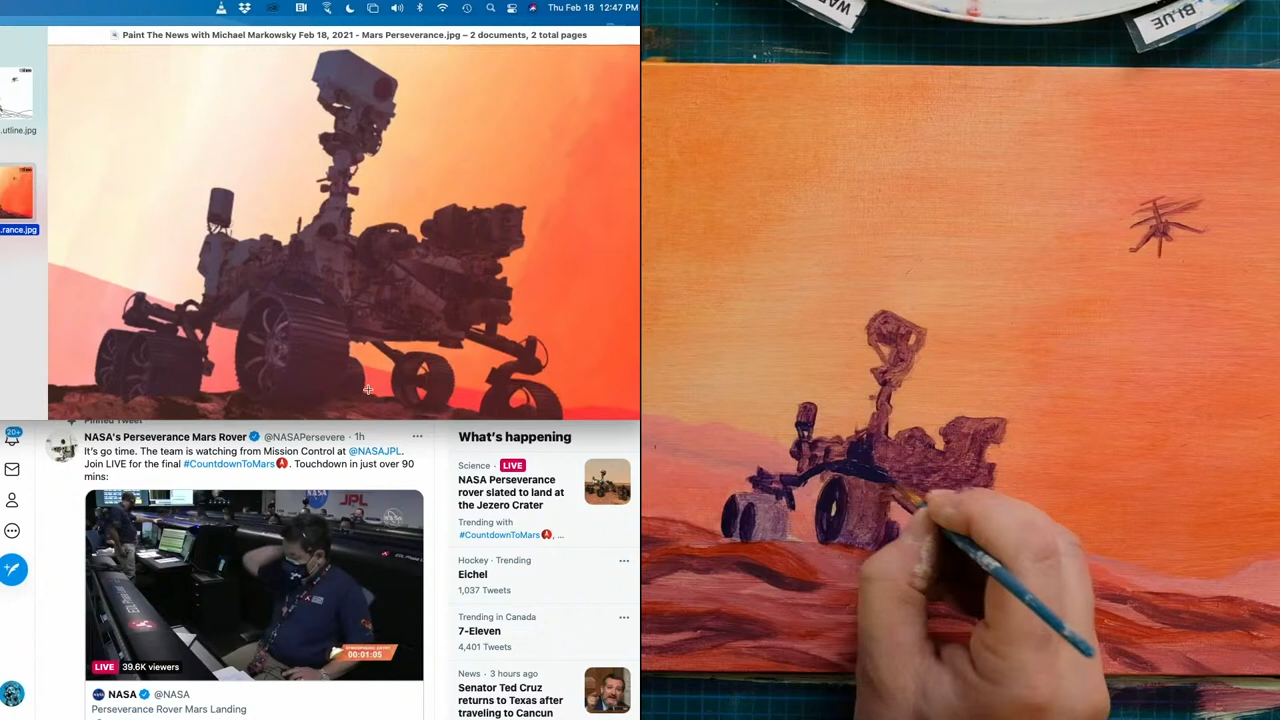 Thu Feb 18 12:47 PM
Paint The News with Michael Markowsky Feb 18, 2021 - Mars Perseverance.jpg – 2 documents, 2 total pages
...utline.jpg
...rance.jpg
BLUE
20+
Pinned Tweet
NASA's Perseverance Mars Rover @NASAPersevere · 1h
It's go time. The team is watching from Mission Control at @NASAJPL.
Join LIVE for the final #CountdownToMars. Touchdown in just over 90
mins:
NASA
JPL
00:01:05
LIVE 39.6K viewers
NASA @NASA
Perseverance Rover Mars Landing
What's happening
Science · LIVE
NASA Perseverance
rover slated to land at
the Jezero Crater
Trending with
#CountdownToMars, ...
Hockey · Trending
Eichel
1,037 Tweets
Trending in Canada
7-Eleven
4,401 Tweets
News · 3 hours ago
Senator Ted Cruz
returns to Texas after
traveling to Cancun